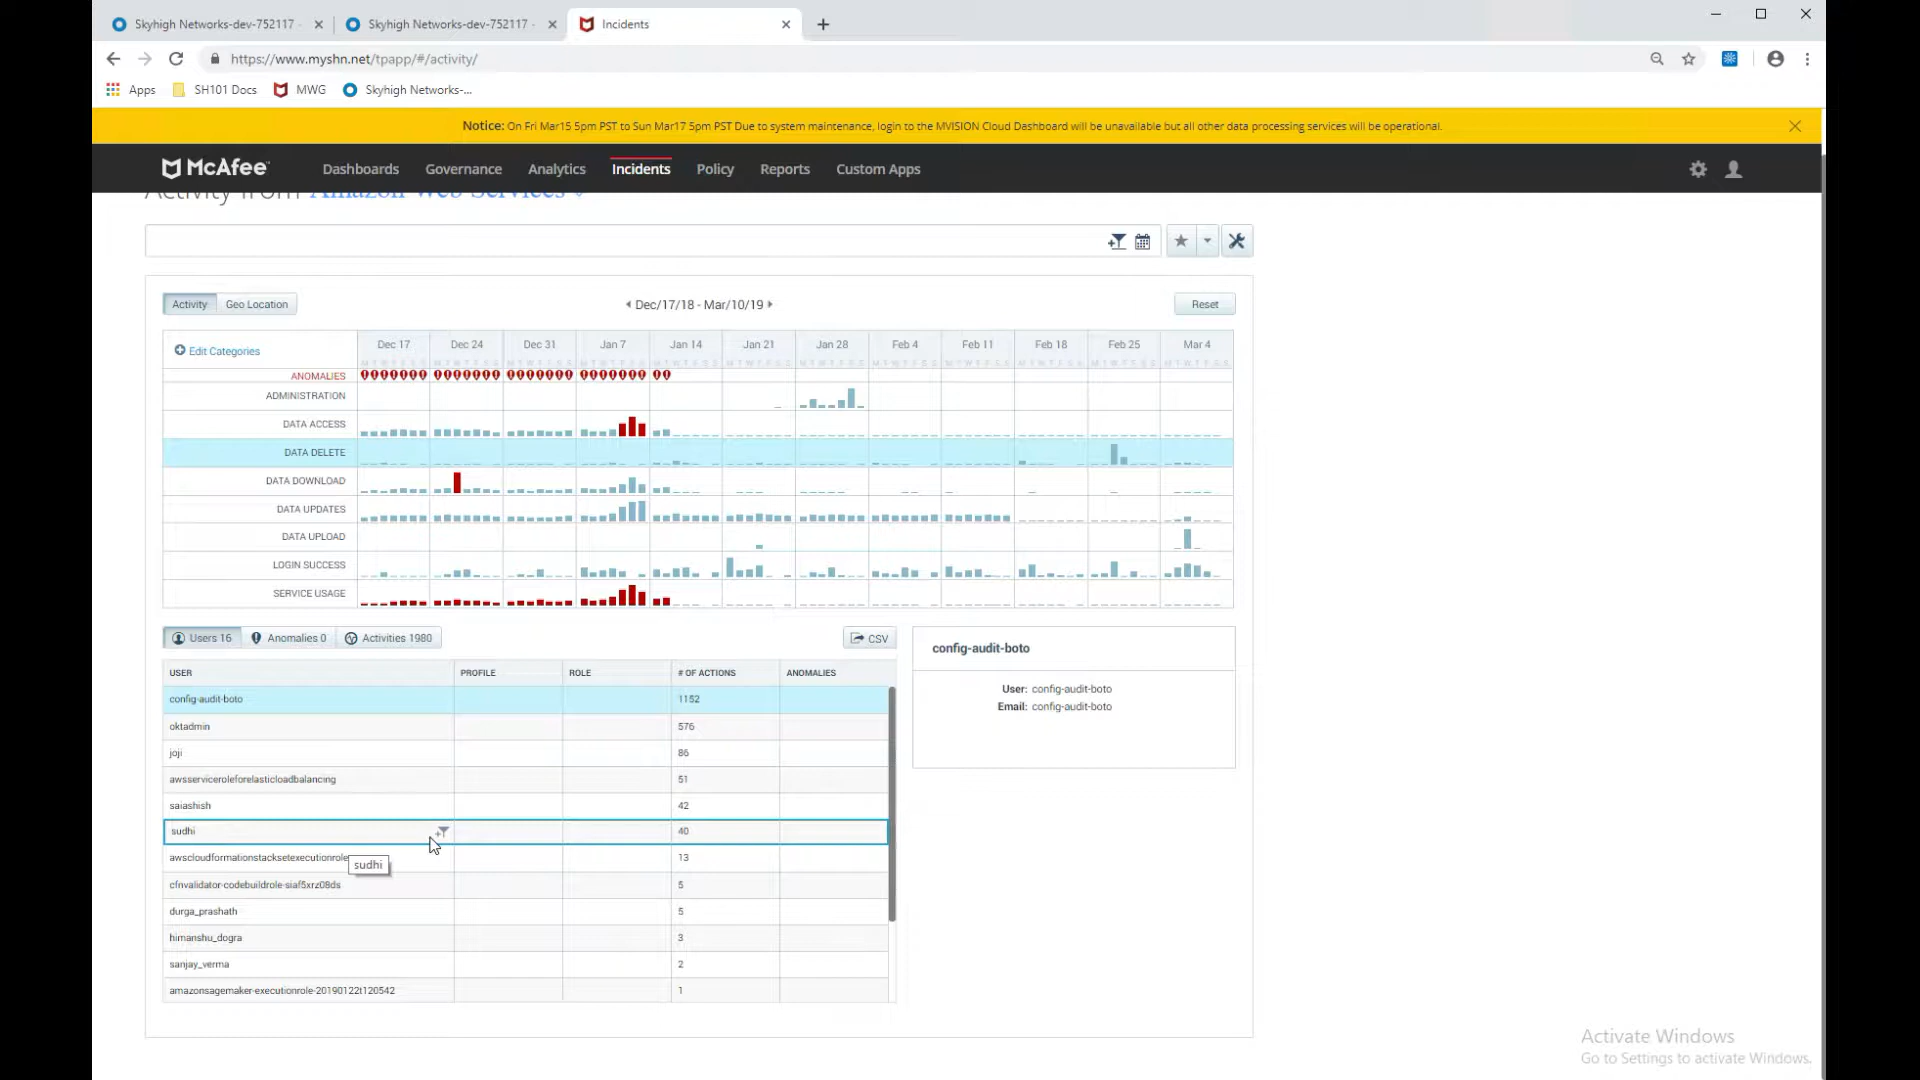 Skyhigh Networks-dev-752117 -
Skyhigh Networks-dev-752117 -
Incidents
https://www.myshn.net/tpapp/#/activity/
Apps
SH101 Docs
MWG
Skyhigh Networks-...
Notice: On Fri Mar15 5pm PST to Sun Mar17 5pm PST Due to system maintenance, login to the MVISION Cloud Dashboard will be unavailable but all other data processing services will be operational.
McAfee
Dashboards
Governance
Analytics
Incidents
Policy
Reports
Custom Apps
Activity from Amazon Web Services
Activity
Geo Location
Dec/17/18 - Mar/10/19
Reset
Edit Categories
Dec 17
Dec 24
Dec 31
Jan 7
Jan 14
Jan 21
Jan 28
Feb 4
Feb 11
Feb 18
Feb 25
Mar 4
ANOMALIES
ADMINISTRATION
DATA ACCESS
DATA DELETE
DATA DOWNLOAD
DATA UPDATES
DATA UPLOAD
LOGIN SUCCESS
SERVICE USAGE
Users 16
Anomalies 0
Activities 1980
CSV
USER PROFILE ROLE # OF ACTIONS ANOMALIES
config-audit-boto 1152
oktadmin 576
joji 86
awsserviceroleforelasticloadbalancing 51
saiashish 42
sudhi 40
awscloudformationstacksetexecutionrole 13
sudhi
cfnvalidator-codebuildrole-siaf5xrz08ds 5
durga_prashath 5
himanshu_dogra 3
sanjay_verma 2
amazonsagemaker-executionrole-20190122t120542 1
config-audit-boto
User: config-audit-boto
Email: config-audit-boto
Activate Windows
Go to Settings to activate Windows.